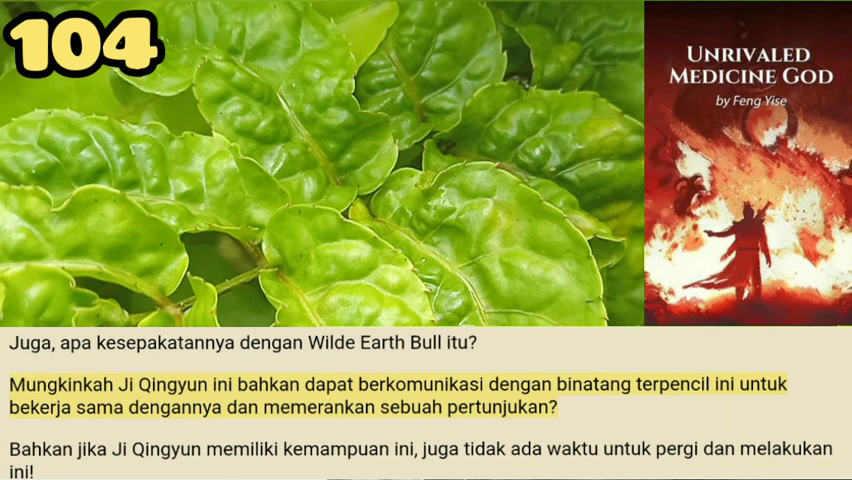 104
UNRIVALED
MEDICINE GOD
by Feng Yise
Juga, apa kesepakatannya dengan Wilde Earth Bull itu?
Mungkinkah Ji Qingyun ini bahkan dapat berkomunikasi dengan binatang terpencil ini untuk
bekerja sama dengannya dan memerankan sebuah pertunjukan?
Bahkan jika Ji Qingyun memiliki kemampuan ini, juga tidak ada waktu untuk pergi dan melakukan
ini!